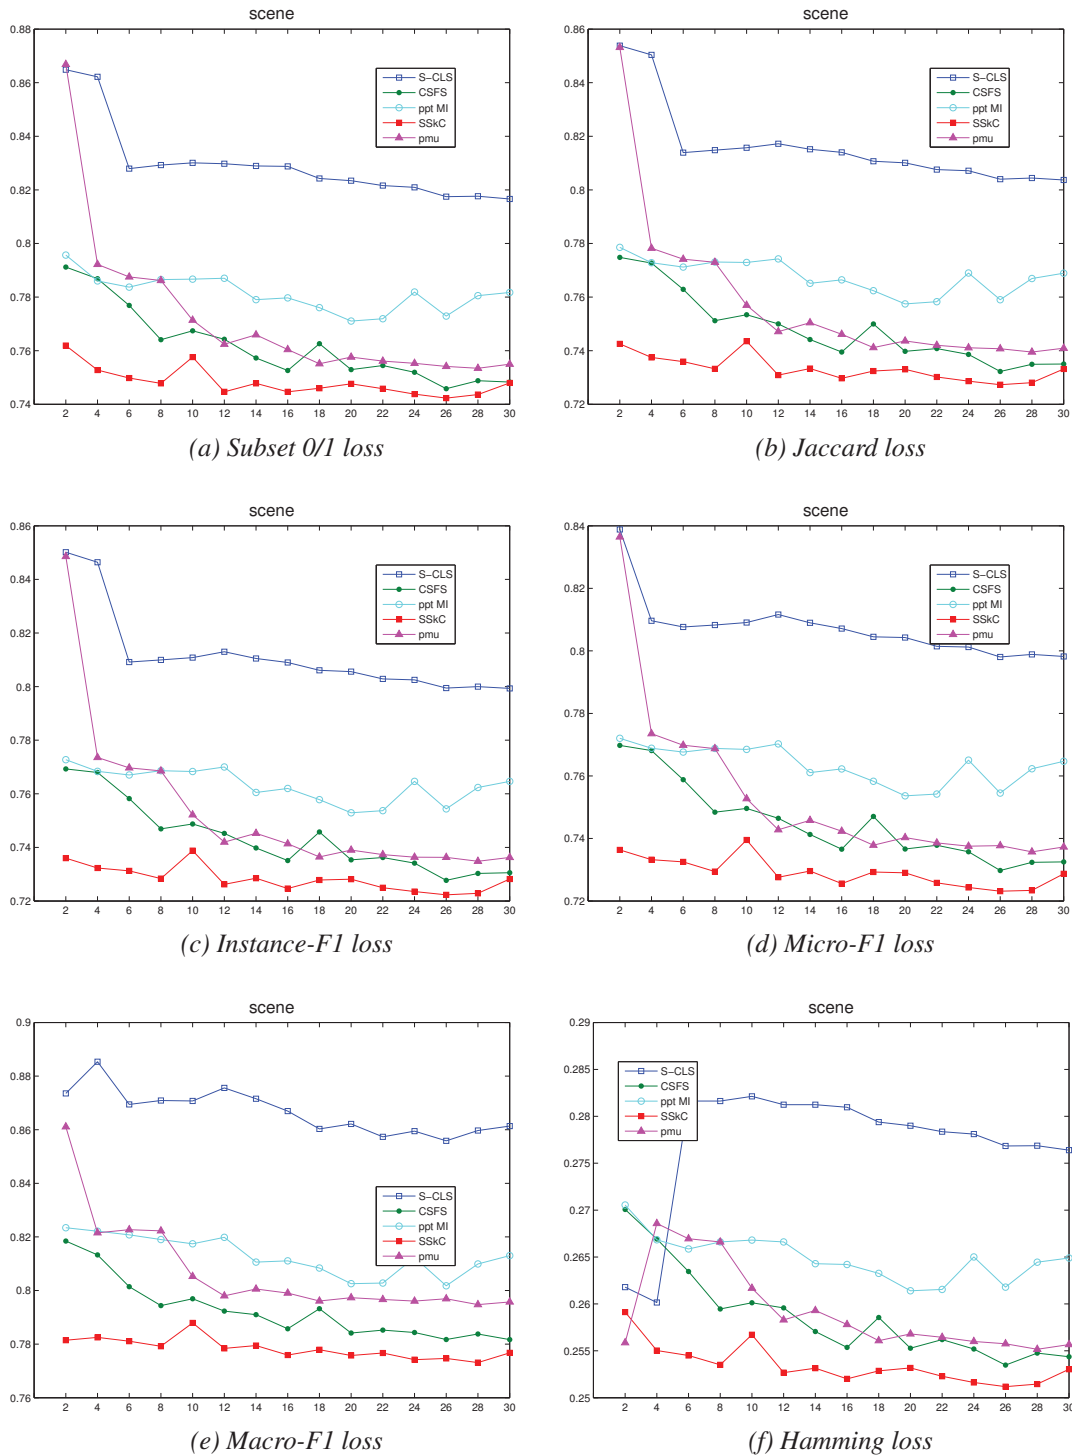 scene
0.88
0.86
0.84
0.82
0.8
0.78
0.76
0.74
2 4 6 8 10 12 14 16 18 20 22 24 26 28 30
S-CLS
CSFS
ppt MI
SSkC
pmu
(a) Subset 0/1 loss
scene
0.86
0.84
0.82
0.8
0.78
0.76
0.74
0.72
2 4 6 8 10 12 14 16 18 20 22 24 26 28 30
S-CLS
CSFS
ppt MI
SSkC
pmu
(b) Jaccard loss
scene
0.86
0.84
0.82
0.8
0.78
0.76
0.74
0.72
2 4 6 8 10 12 14 16 18 20 22 24 26 28 30
S-CLS
CSFS
ppt MI
SSkC
pmu
(c) Instance-F1 loss
scene
0.84
0.82
0.8
0.78
0.76
0.74
0.72
2 4 6 8 10 12 14 16 18 20 22 24 26 28 30
S-CLS
CSFS
ppt MI
SSkC
pmu
(d) Micro-F1 loss
scene
0.9
0.88
0.86
0.84
0.82
0.8
0.78
0.76
2 4 6 8 10 12 14 16 18 20 22 24 26 28 30
S-CLS
CSFS
ppt MI
SSkC
pmu
(e) Macro-F1 loss
scene
0.29
0.285
0.28
0.275
0.27
0.265
0.26
0.255
0.25
2 4 6 8 10 12 14 16 18 20 22 24 26 28 30
S-CLS
CSFS
ppt MI
SSkC
pmu
(f) Hamming loss